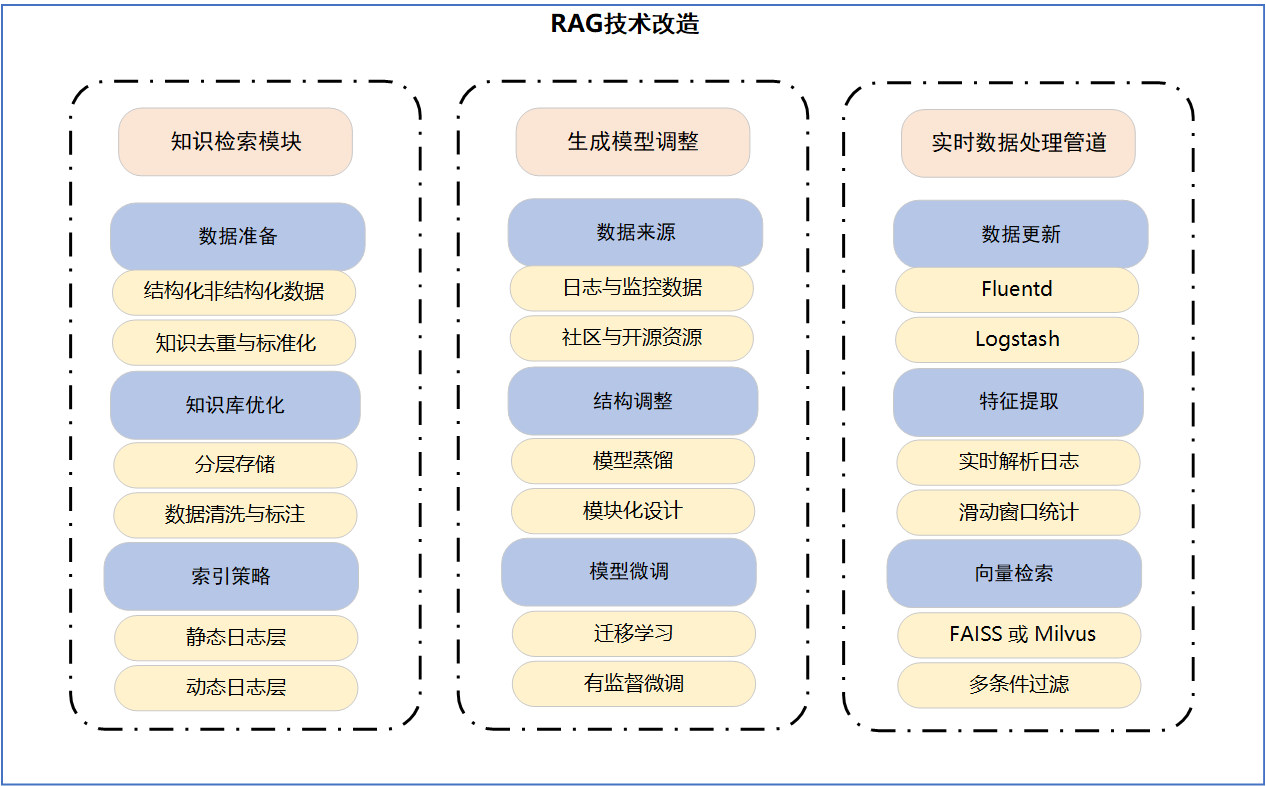 RAG技术改造
知识检索模块
数据准备
结构化非结构化数据
知识去重与标准化
知识库优化
分层存储
数据清洗与标注
索引策略
静态日志层
动态日志层
生成模型调整
数据来源
日志与监控数据
社区与开源资源
结构调整
模型蒸馏
模块化设计
模型微调
迁移学习
有监督微调
实时数据处理管道
数据更新
Fluentd
Logstash
特征提取
实时解析日志
滑动窗口统计
向量检索
FAISS 或 Milvus
多条件过滤